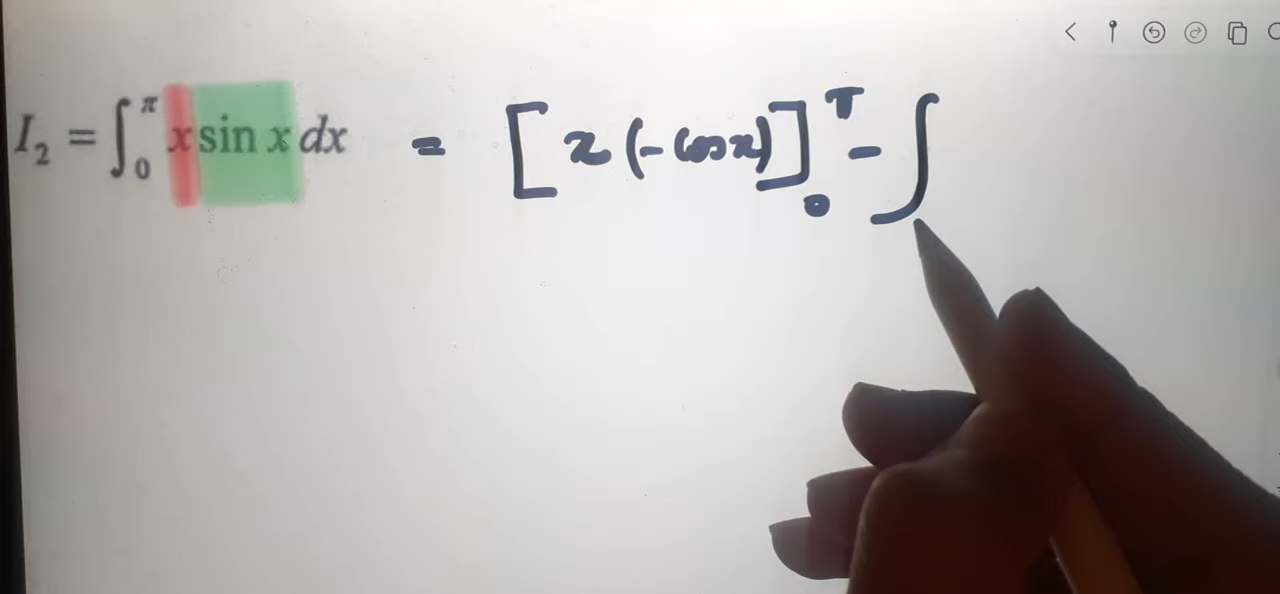 I₂ = ∫₀^π x sin x dx = [x(-cos x)]₀^π - ∫